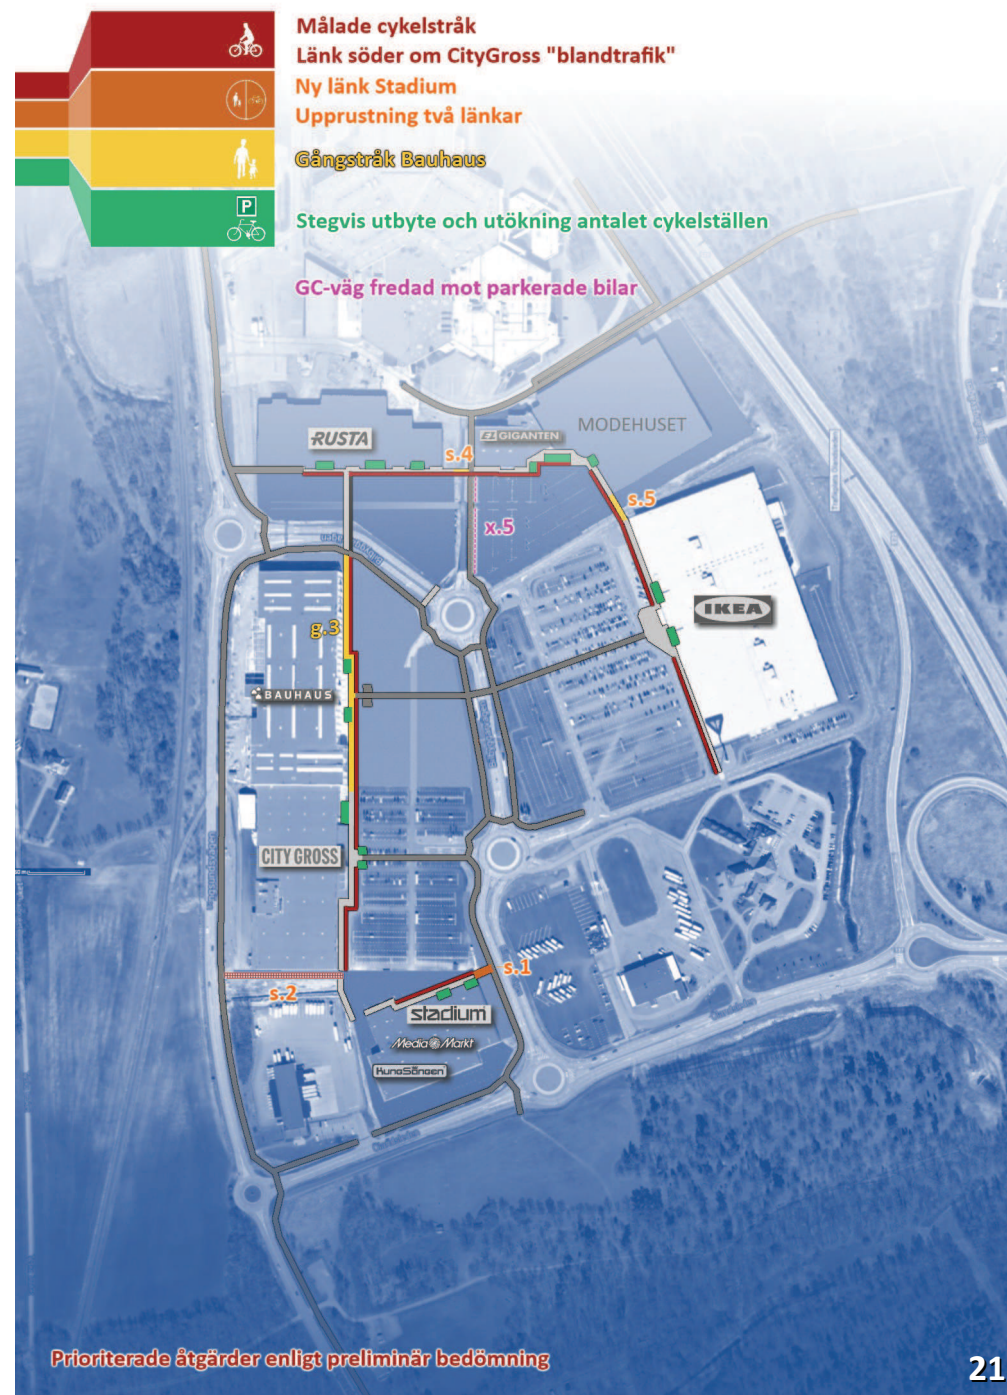 Målade cykelstråk
Länk söder om CityGross "blandtrafik"
Ny länk Stadium
Upprustning två länkar
Gångstråk Bauhaus
P
Stegvis utbyte och utökning antalet cykelställen
GC-väg fredad mot parkerade bilar
MODEHUSET
RUSTA
GIGANTEN
s.4
s.5
x.5
IKEA
g.3
BAUHAUS
CITY GROSS
s.1
s.2
stadium
Media Markt
KungSängen
Prioriterade åtgärder enligt preliminär bedömning
21